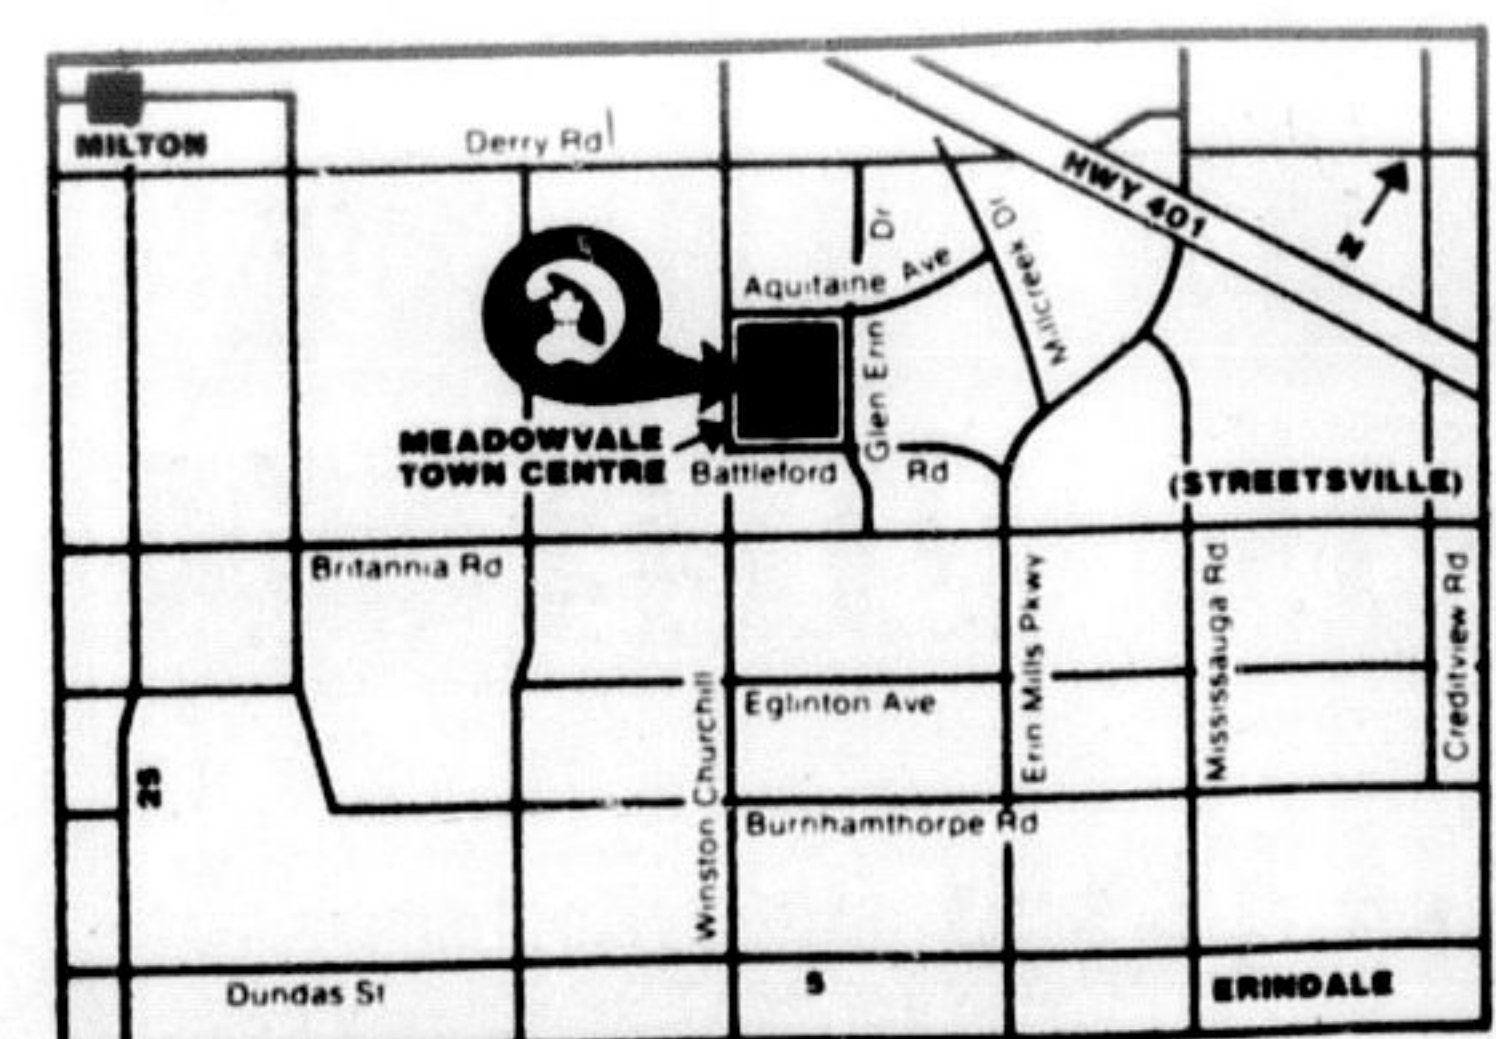 MILTON
Derry Rd
HWY 401
N
Dr
Millcreek Dr
Aquitaine Ave
Glen Erin
MEADOWVALE
TOWN CENTRE
Battleford Rd
(STREETSVILLE)
Britannia Rd
Erin Mills Pkwy
Mississauga Rd
Creditview Rd
Winston Churchill
Eglinton Ave
25
Burnhamthorpe Rd
Dundas St
5
ERINDALE